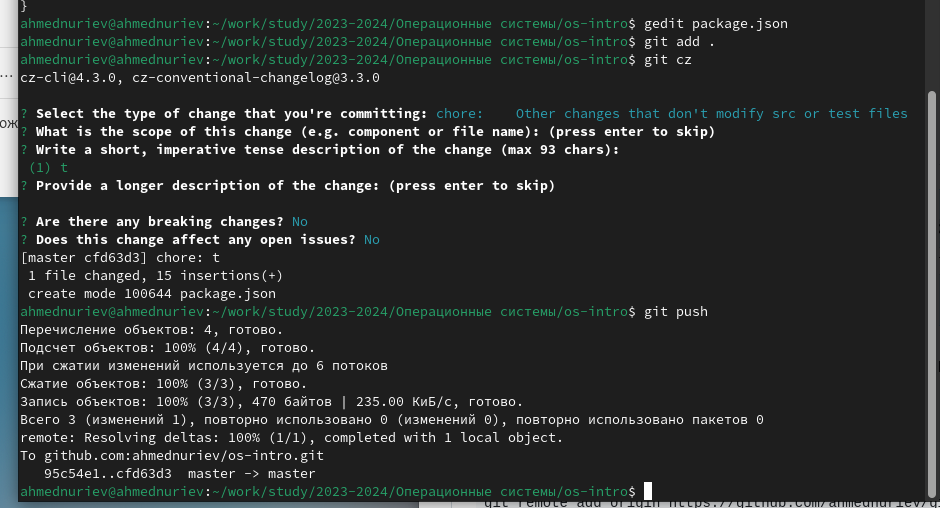 }
ahmednuriev@ahmednuriev:~/work/study/2023-2024/Операционные системы/os-intro$ gedit package.json
ahmednuriev@ahmednuriev:~/work/study/2023-2024/Операционные системы/os-intro$ git add .
ahmednuriev@ahmednuriev:~/work/study/2023-2024/Операционные системы/os-intro$ git cz
cz-cli@4.3.0, cz-conventional-changelog@3.3.0
? Select the type of change that you're committing: chore:    Other changes that don't modify src or test files
? What is the scope of this change (e.g. component or file name): (press enter to skip)
? Write a short, imperative tense description of the change (max 93 chars):
 (1) t
? Provide a longer description of the change: (press enter to skip)
? Are there any breaking changes? No
? Does this change affect any open issues? No
[master cfd63d3] chore: t
 1 file changed, 15 insertions(+)
 create mode 100644 package.json
ahmednuriev@ahmednuriev:~/work/study/2023-2024/Операционные системы/os-intro$ git push
Перечисление объектов: 4, готово.
Подсчет объектов: 100% (4/4), готово.
При сжатии изменений используется до 6 потоков
Сжатие объектов: 100% (3/3), готово.
Запись объектов: 100% (3/3), 470 байтов | 235.00 КиБ/с, готово.
Всего 3 (изменений 1), повторно использовано 0 (изменений 0), повторно использовано пакетов 0
remote: Resolving deltas: 100% (1/1), completed with 1 local object.
To github.com:ahmednuriev/os-intro.git
   95c54e1..cfd63d3  master -> master
ahmednuriev@ahmednuriev:~/work/study/2023-2024/Операционные системы/os-intro$